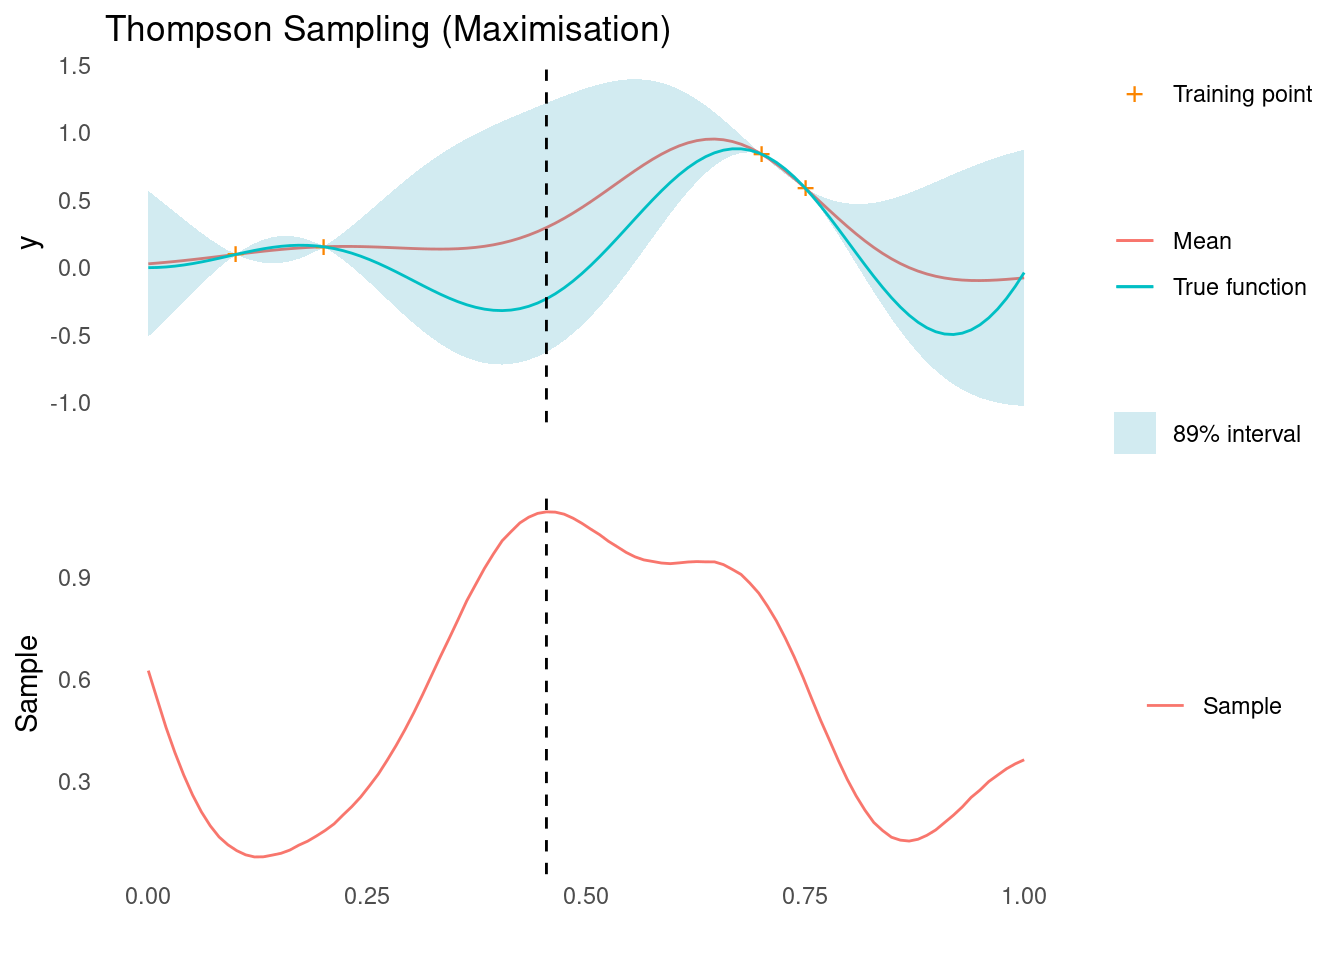 Thompson Sampling (Maximisation)
1.5
1.0
0.5
0.0
-0.5
-1.0
y
Training point
Mean
True function
89% interval
0.9
0.6
0.3
Sample
Sample
0.00 0.25 0.50 0.75 1.00